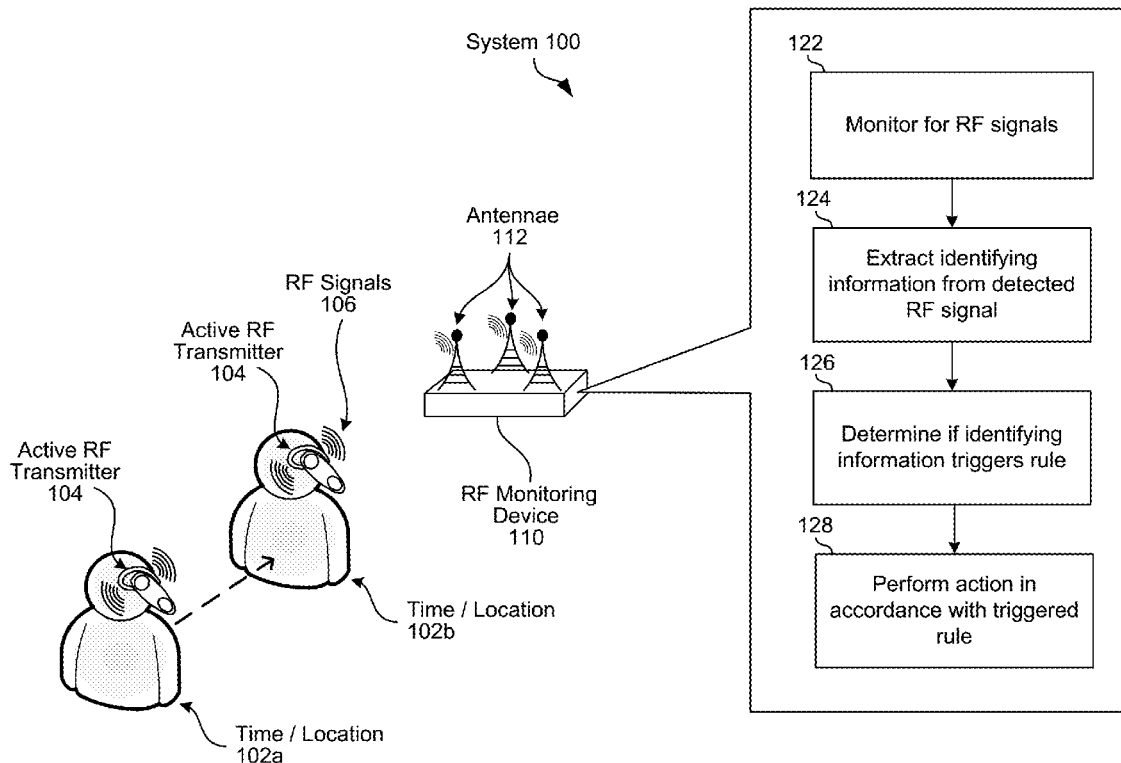 System 100
Antennae
112
RF Signals
106
Active RF
Transmitter
104
Active RF
Transmitter
104
RF Monitoring
Device
110
Time / Location
102b
Time / Location
102a
122
Monitor for RF signals
124
Extract identifying
information from detected
RF signal
126
Determine if identifying
information triggers rule
128
Perform action in
accordance with triggered
rule